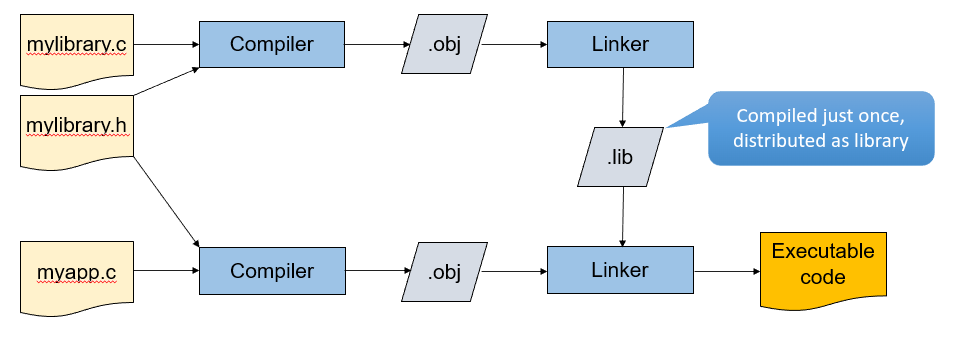 mylibrary.c
Compiler
.obj
Linker
mylibrary.h
Compiled just once,
distributed as library
.lib
myapp.c
Compiler
.obj
Linker
Executable
code